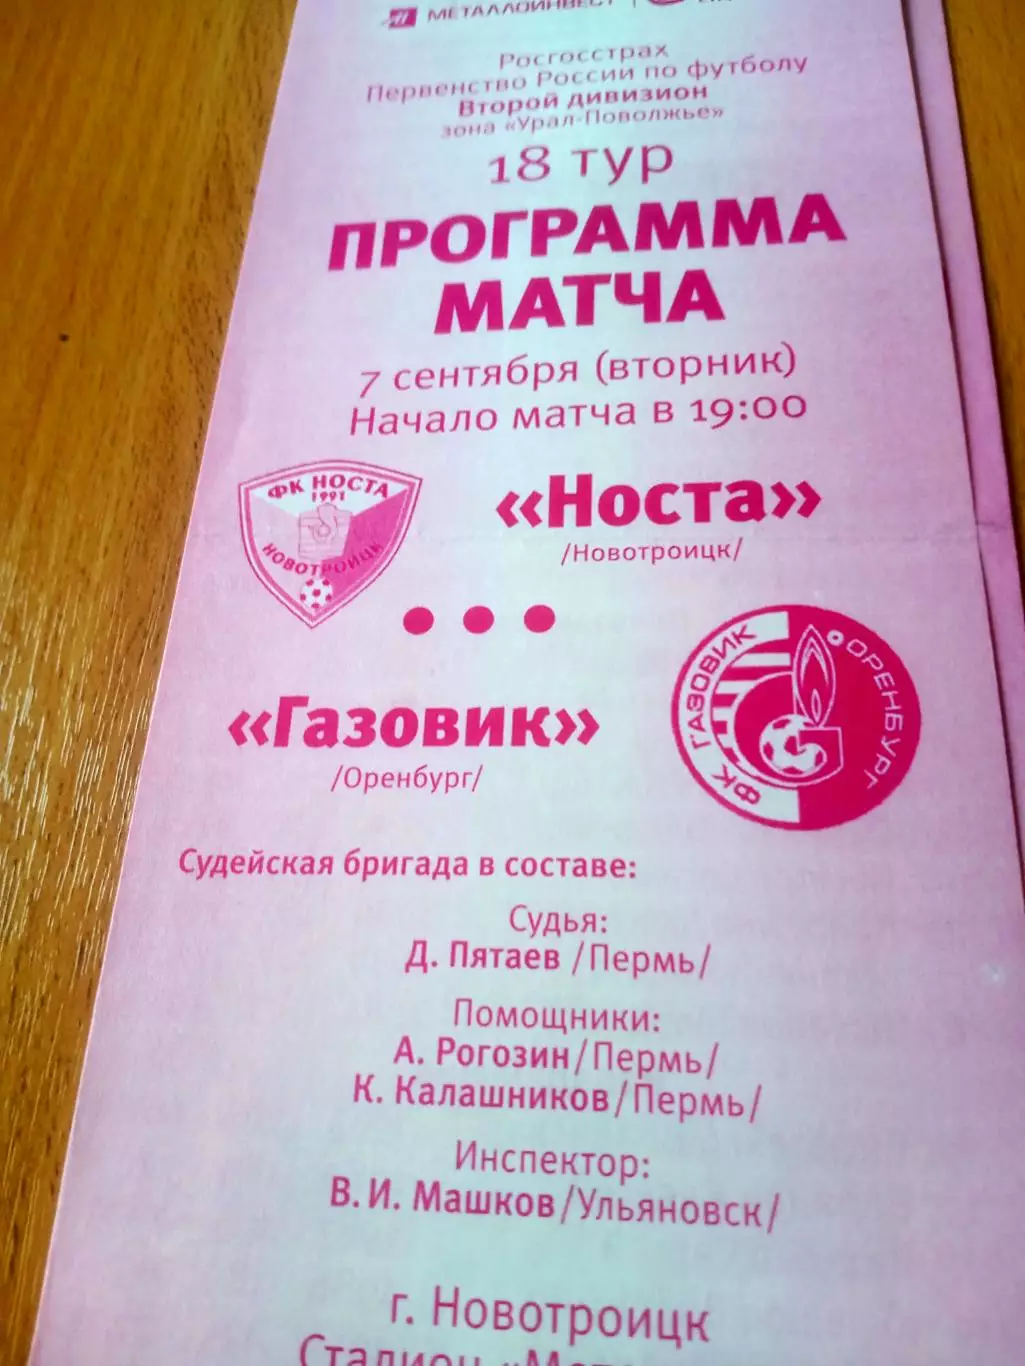 МЕТАЛЛОИНВЕСТ
Росгосстрах
Первенство России по футболу
Второй дивизион
зона «Урал-Поволжье»
18 тур
ПРОГРАММА
МАТЧА
7 сентября (вторник)
Начало матча в 19:00
ФК НОСТА
1991
НОВОТРОИЦК
«Носта»
/Новотроицк/
«Газовик»
/Оренбург/
ФК ГАЗОВИК
ОРЕНБУРГ
Судейская бригада в составе:
Судья:
Д. Пятаев /Пермь/
Помощники:
А. Рогозин/Пермь/
К. Калашников/Пермь/
Инспектор:
В.И. Машков/Ульяновск/
г. Новотроицк
Стадион